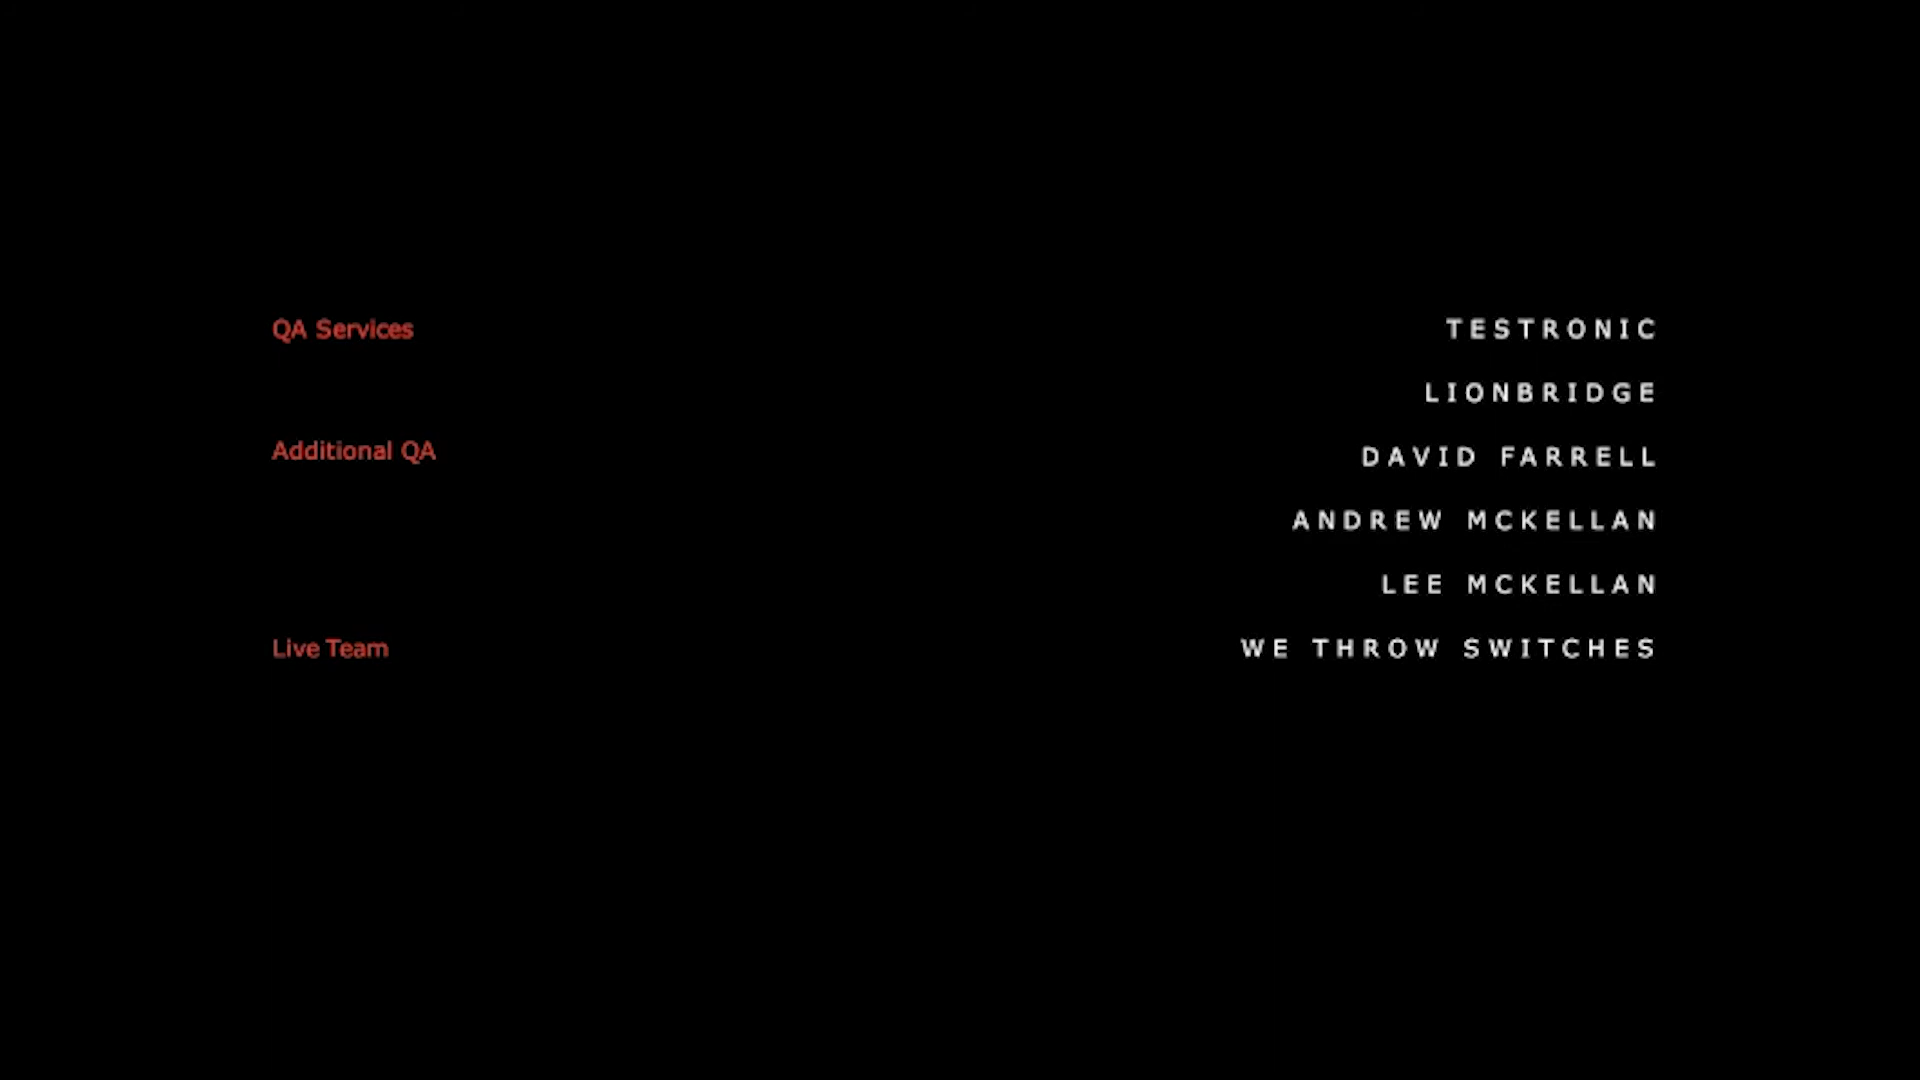 QA Services TESTRONIC
LIONBRIDGE
Additional QA DAVID FARRELL
ANDREW MCKELLAN
LEE MCKELLAN
Live Team WE THROW SWITCHES